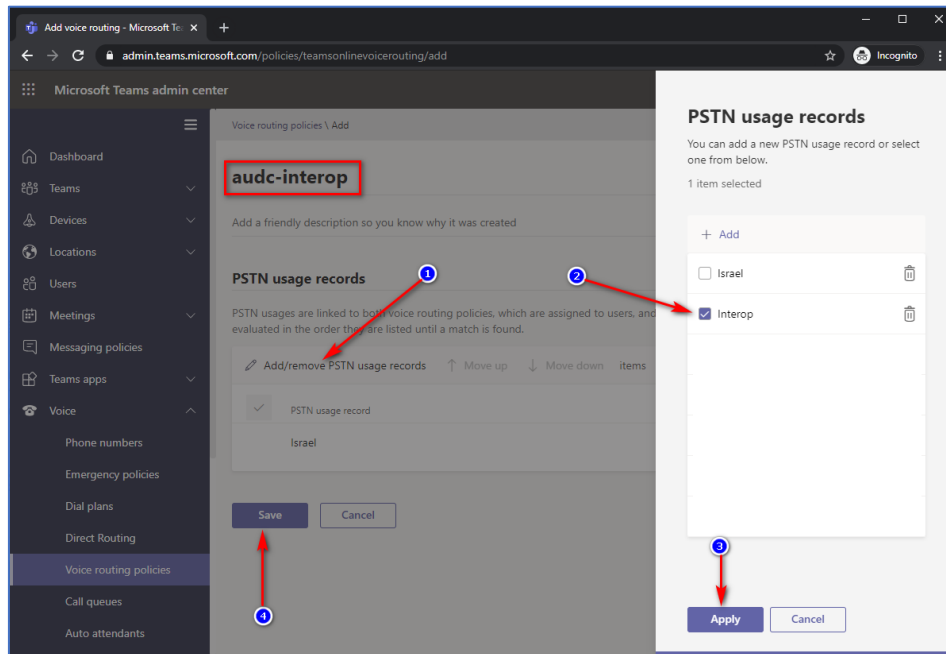 Add voice routing - Microsoft Te
admin.teams.microsoft.com/policies/teamsonlinevoicerouting/add
Incognito
Microsoft Teams admin center
Dashboard
Teams
Devices
Locations
Users
Meetings
Messaging policies
Teams apps
Voice
Phone numbers
Emergency policies
Dial plans
Direct Routing
Voice routing policies
Call queues
Auto attendants
Voice routing policies \ Add
audc-interop
Add a friendly description so you know why it was created
PSTN usage records
1
PSTN usages are linked to both voice routing policies, which are assigned to users, and
evaluated in the order they are listed until a match is found.
Add/remove PSTN usage records Move up Move down items
PSTN usage record
Israel
Save Cancel
4
PSTN usage records
You can add a new PSTN usage record or select
one from below.
1 item selected
+ Add
Israel
2
Interop
3
Apply Cancel